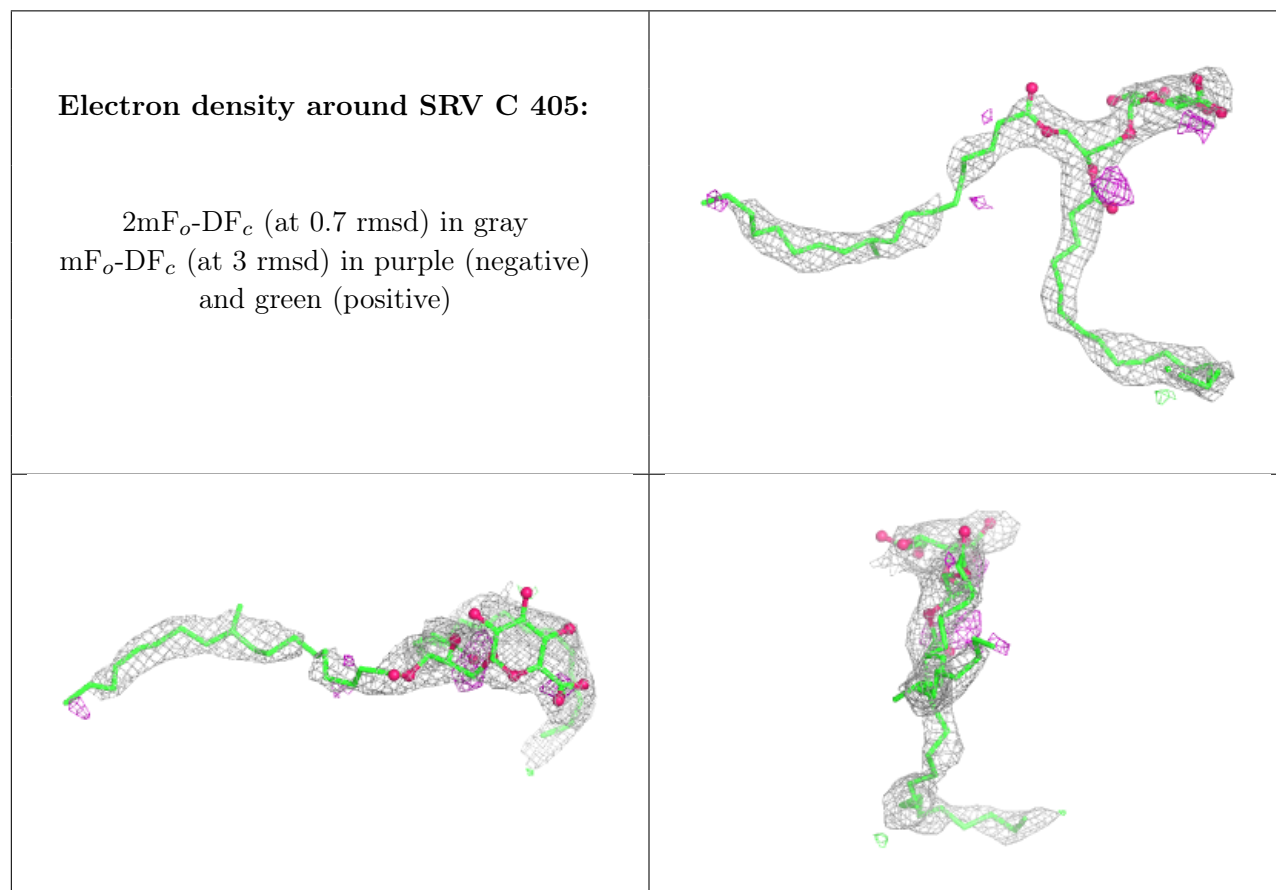 Electron density around SRV C 405:
2mFo-DFc (at 0.7 rmsd) in gray
mFo-DFc (at 3 rmsd) in purple (negative)
and green (positive)